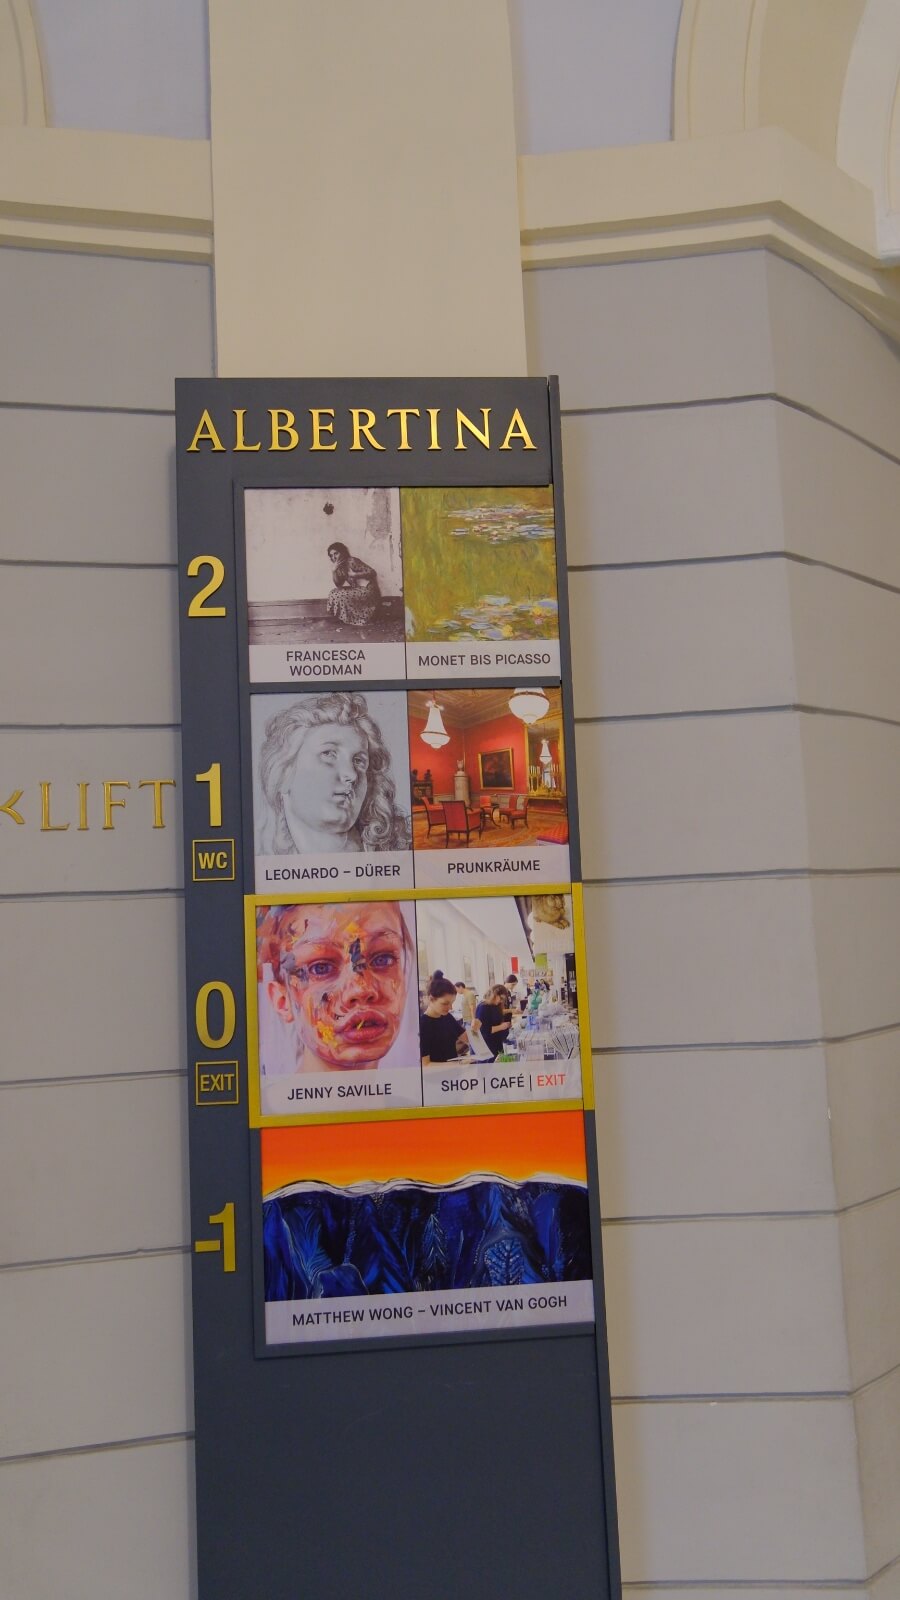 ALBERTINA
2
FRANCESCA
WOODMAN
MONET BIS PICASSO
1
WC
LIFT
LEONARDO – DÜRER
PRUNKRÄUME
0
EXIT
JENNY SAVILLE
SHOP | CAFÉ | EXIT
-1
MATTHEW WONG – VINCENT VAN GOGH